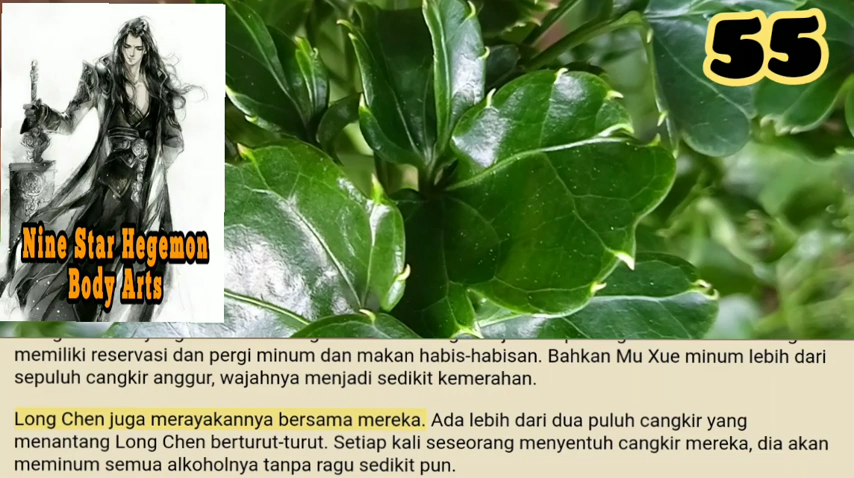 55
Nine Star Hegemon
Body Arts
memiliki reservasi dan pergi minum dan makan habis-habisan. Bahkan Mu Xue minum lebih dari
sepuluh cangkir anggur, wajahnya menjadi sedikit kemerahan.
Long Chen juga merayakannya bersama mereka. Ada lebih dari dua puluh cangkir yang
menantang Long Chen berturut-turut. Setiap kali seseorang menyentuh cangkir mereka, dia akan
meminum semua alkoholnya tanpa ragu sedikit pun.